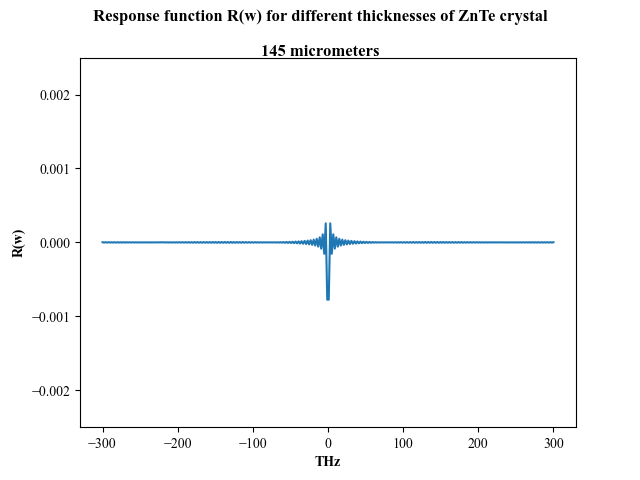 Response function R(w) for different thicknesses of ZnTe crystal
145 micrometers
0.002
0.001
0.000
−0.001
−0.002
R(w)
−300 −200 −100 0 100 200 300
THz